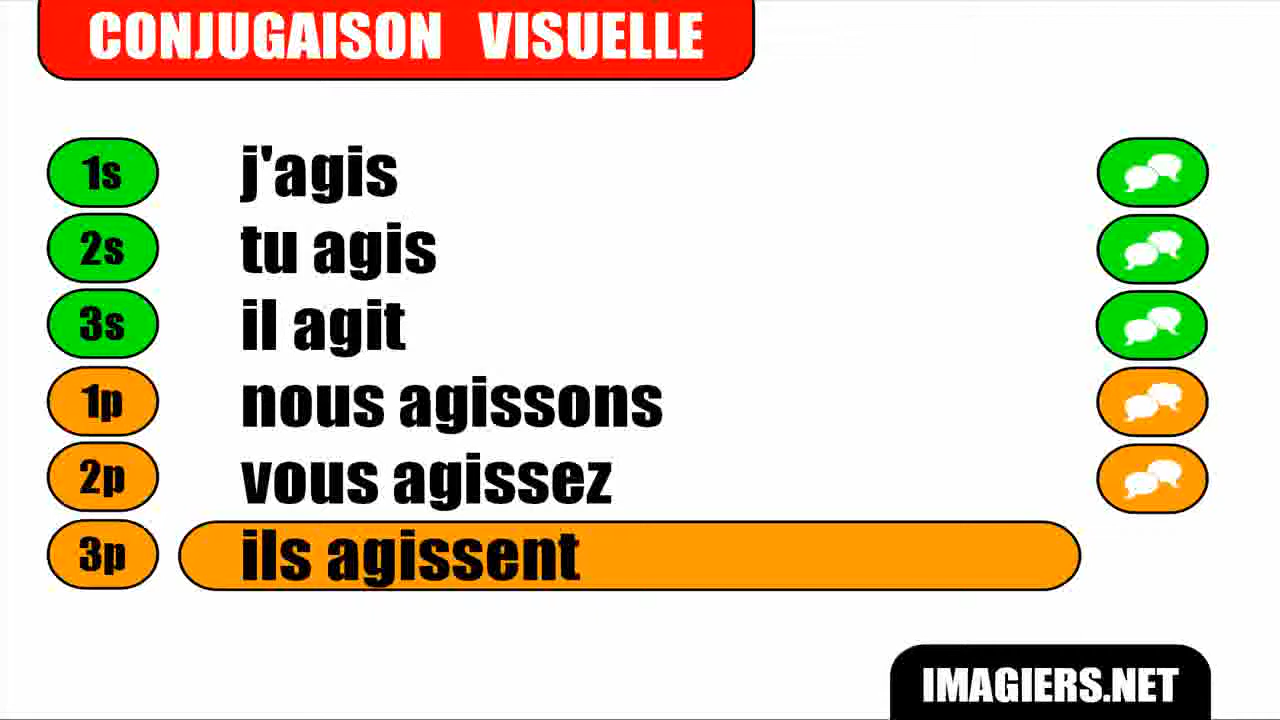 CONJUGAISON VISUELLE
1s j'agis
2s tu agis
3s il agit
1p nous agissons
2p vous agissez
3p ils agissent
IMAGIERS.NET